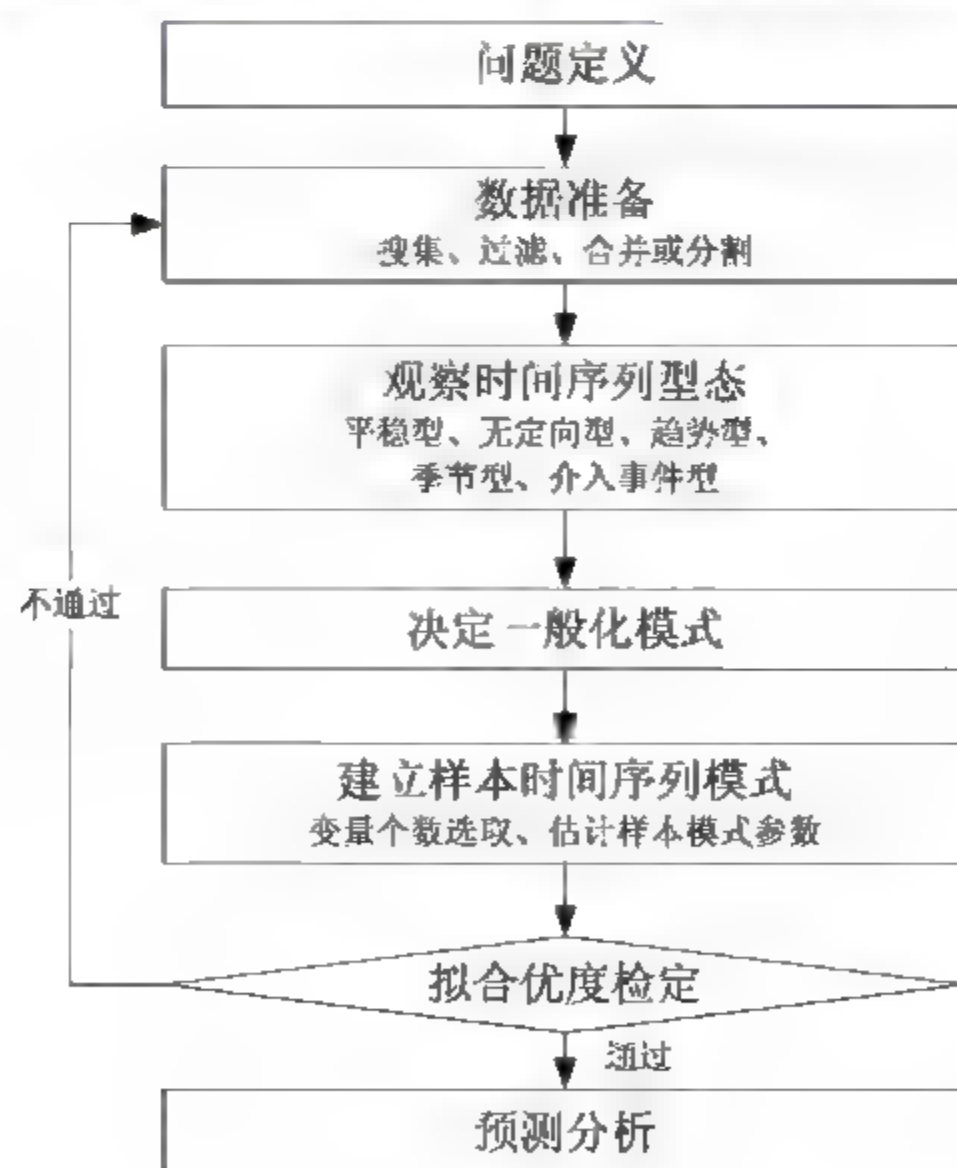 问题定义
数据准备
搜集、过滤、合并或分割
观察时间序列型态
平稳型、无定向型、趋势型、
季节型、介入事件型
不通过
决定一般化模式
建立样本时间序列模式
变量个数选取、估计样本模式参数
拟合优度检定
通过
预测分析